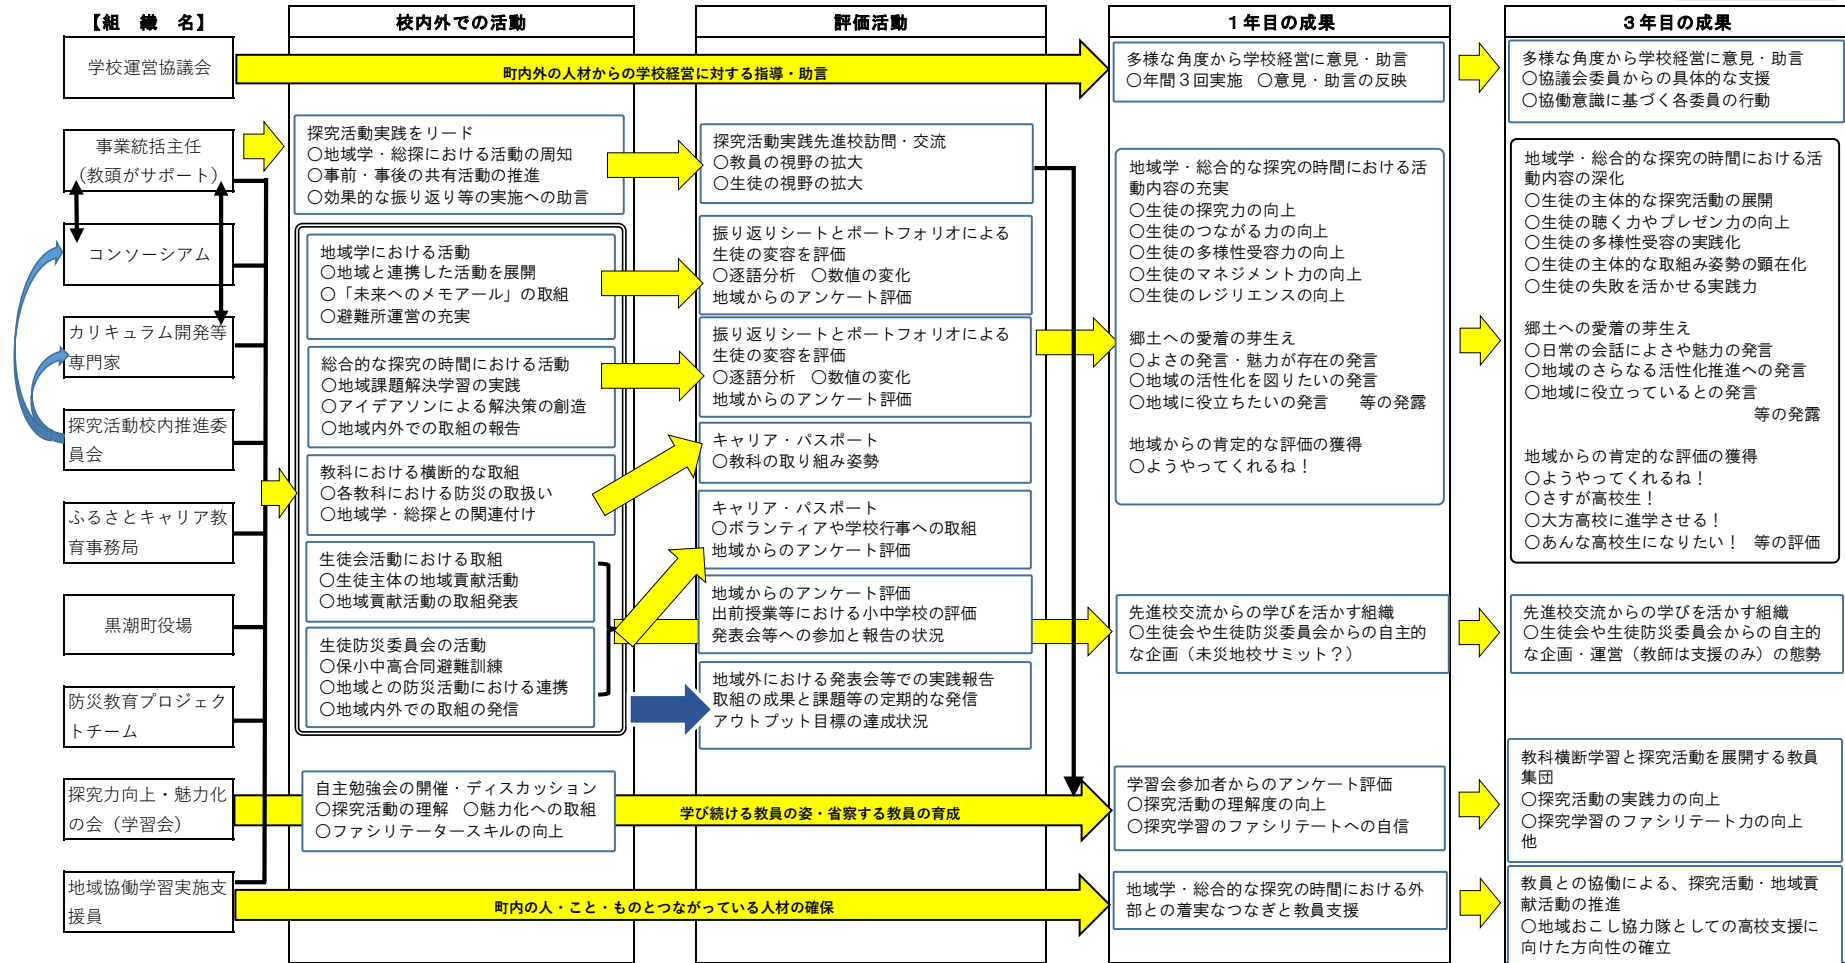 【組　織　名】
学校運営協議会
事業統括主任
（教頭がサポート）
コンソーシアム
カリキュラム開発等
専門家
探究活動校内推進委
員会
ふるさとキャリア教
育事務局
黒潮町役場
防災教育プロジェク
トチーム
探究力向上・魅力化
の会（学習会）
地域協働学習実施支
援員
校内外での活動
町内外の人材からの学校経営に対する指導・助言
探究活動実践をリード
○地域学・総探における活動の周知
○事前・事後の共有活動の推進
○効果的な振り返り等の実施への助言
地域学における活動
○地域と連携した活動を展開
○「未来へのメモアール」の取組
○避難所運営の充実
総合的な探究の時間における活動
○地域課題解決学習の実践
○アイデアソンによる解決策の創造
○地域内外での取組の報告
教科における横断的な取組
○各教科における防災の取扱い
○地域学・総探との関連付け
生徒会活動における取組
○生徒主体の地域貢献活動
○地域貢献活動の取組発表
生徒防災委員会の活動
○保小中高合同避難訓練
○地域との防災活動における連携
○地域内外での取組の発信
自主勉強会の開催・ディスカッション
○探究活動の理解　○魅力化への取組
○ファシリテータースキルの向上
学び続ける教員の姿・省察する教員の育成
町内の人・こと・ものとつながっている人材の確保
評価活動
探究活動実践先進校訪問・交流
○教員の視野の拡大
○生徒の視野の拡大
振り返りシートとポートフォリオによる
生徒の変容を評価
○逐語分析　○数値の変化
地域からのアンケート評価
振り返りシートとポートフォリオによる
生徒の変容を評価
○逐語分析　○数値の変化
地域からのアンケート評価
キャリア・パスポート
○教科の取り組み姿勢
キャリア・パスポート
○ボランティアや学校行事への取組
地域からのアンケート評価
地域からのアンケート評価
出前授業等における小中学校の評価
発表会等への参加と報告の状況
地域外における発表会等での実践報告
取組の成果と課題等の定期的な発信
アウトプット目標の達成状況
１年目の成果
多様な角度から学校経営に意見・助言
○年間３回実施　○意見・助言の反映
地域学・総合的な探究の時間における活
動内容の充実
○生徒の探究力の向上
○生徒のつながる力の向上
○生徒の多様性受容力の向上
○生徒のマネジメント力の向上
○生徒のレジリエンスの向上
郷土への愛着の芽生え
○よさの発言・魅力が存在の発言
○地域の活性化を図りたいの発言
○地域に役立ちたいの発言　　等の発露
地域からの肯定的な評価の獲得
○ようやってくれるね！
先進校交流からの学びを活かす組織
○生徒会や生徒防災委員会からの自主的
な企画（未災地校サミット？）
学習会参加者からのアンケート評価
○探究活動の理解度の向上
○探究学習のファシリテートへの自信
地域学・総合的な探究の時間における外
部との着実なつなぎと教員支援
３年目の成果
多様な角度から学校経営に意見・助言
○協議会委員からの具体的な支援
○協働意識に基づく各委員の行動
地域学・総合的な探究の時間における活
動内容の深化
○生徒の主体的な探究活動の展開
○生徒の聴く力やプレゼン力の向上
○生徒の多様性受容の実践化
○生徒の主体的な取組み姿勢の顕在化
○生徒の失敗を活かせる実践力
郷土への愛着の芽生え
○日常の会話によさや魅力の発言
○地域のさらなる活性化推進への発言
○地域に役立っているとの発言
等の発露
地域からの肯定的な評価の獲得
○ようやってくれるね！
○さすが高校生！
○大方高校に進学させる！
○あんな高校生になりたい！　等の評価
先進校交流からの学びを活かす組織
○生徒会や生徒防災委員会からの自主的
な企画・運営（教師は支援のみ）の態勢
教科横断学習と探究活動を展開する教員
集団
○探究活動の実践力の向上
○探究学習のファシリテート力の向上
他
教員との協働による、探究活動・地域貢
献活動の推進
○地域おこし協力隊としての高校支援に
向けた方向性の確立